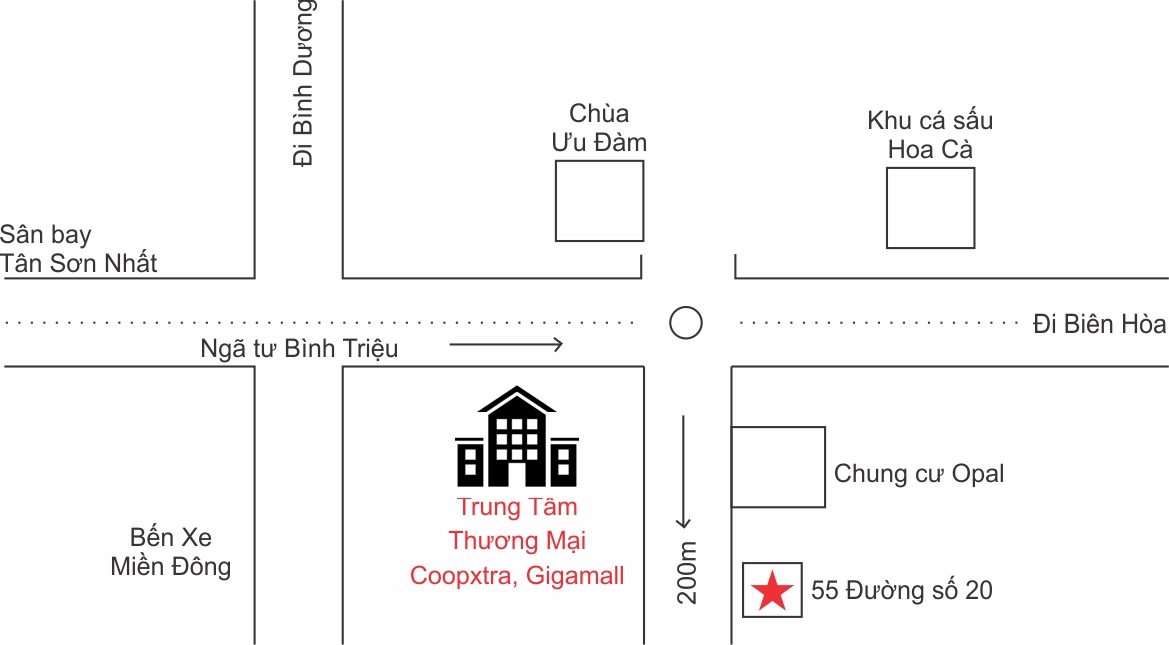 Đi Bình Dương
Chùa
Ưu Đàm
Khu cá sấu
Hoa Cà
Sân bay
Tân Sơn Nhất
Đi Biên Hòa
Ngã tư Bình Triệu
Trung Tâm
Thương Mại
Coopxtra, Gigamall
Chung cư Opal
Bến Xe
Miền Đông
200m
55 Đường số 20